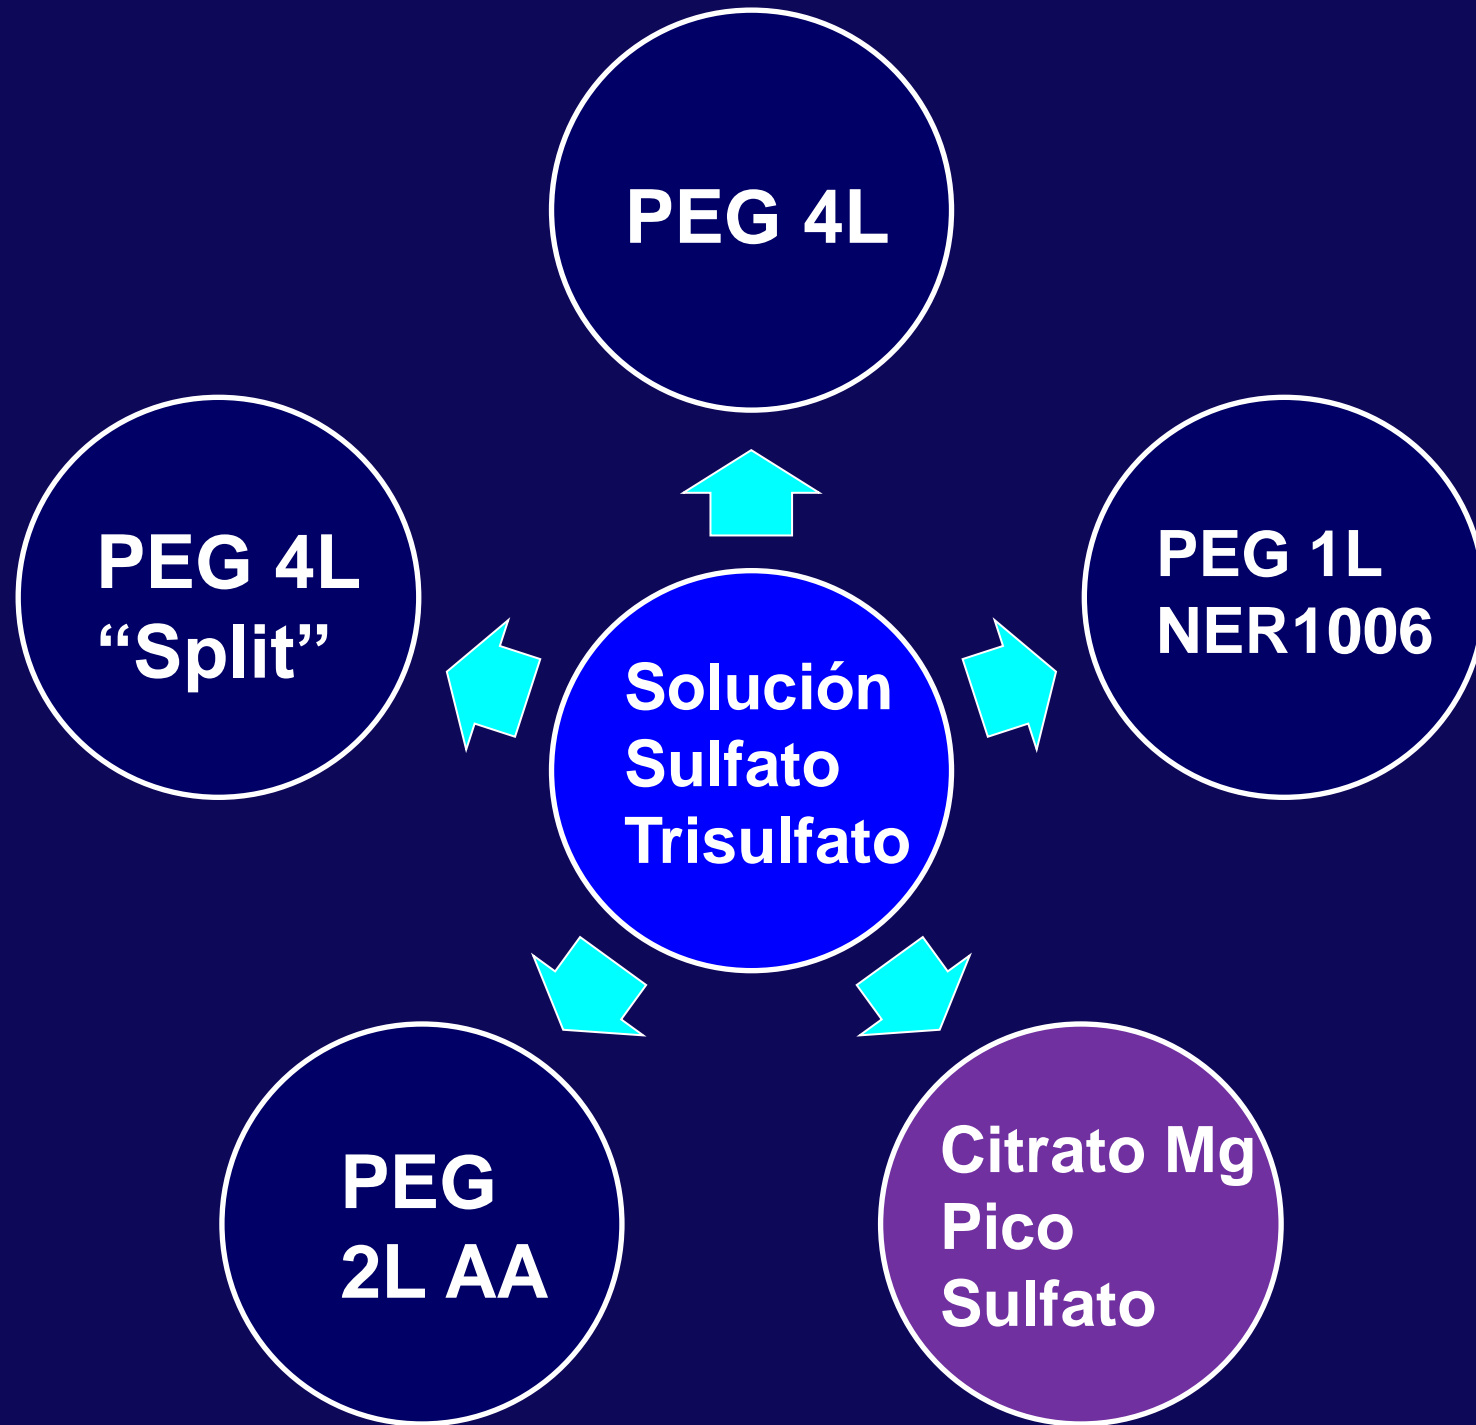 PEG 4L
PEG 4L
“Split”
PEG 1L
NER1006
Solución
Sulfato
Trisulfato
PEG
2L AA
Citrato Mg
Pico
Sulfato